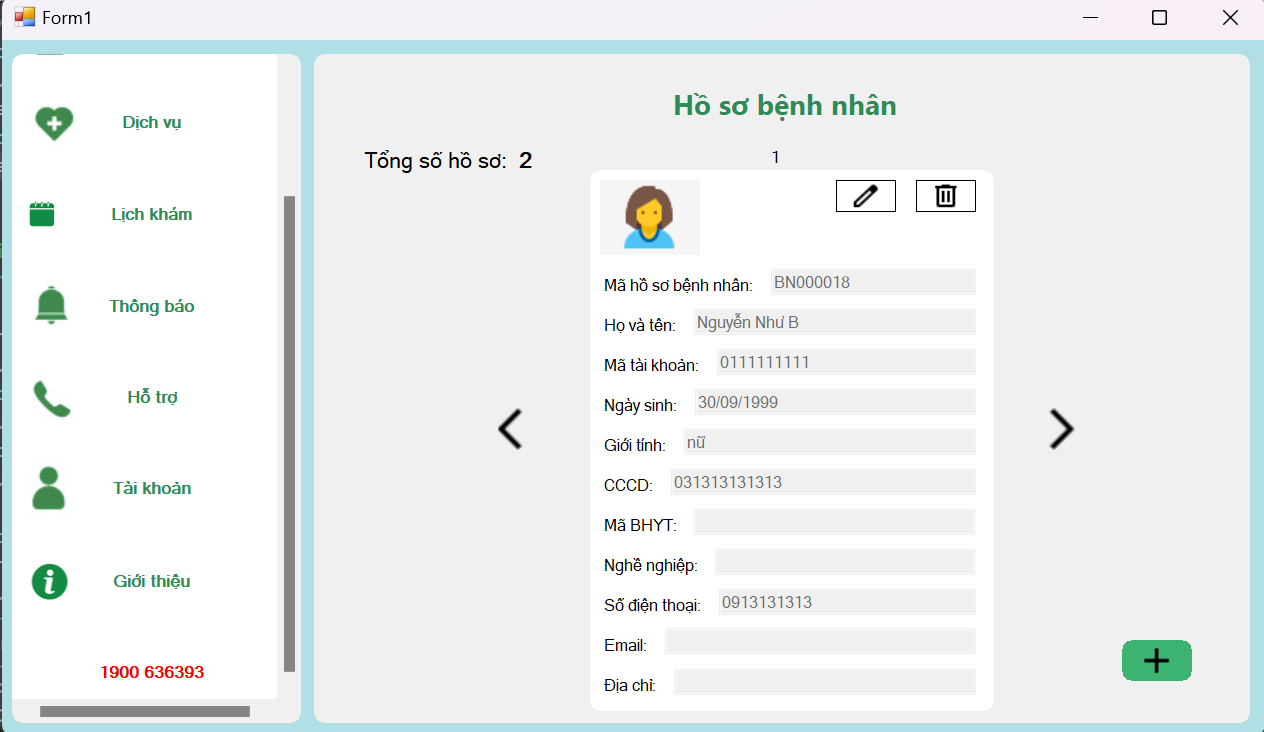 Form1
Dịch vụ
Lịch khám
Thông báo
Hỗ trợ
Tài khoản
Giới thiệu
1900 636393
Hồ sơ bệnh nhân
Tổng số hồ sơ: 2
1
Mã hồ sơ bệnh nhân: BN000018
Họ và tên: Nguyễn Như B
Mã tài khoản: 0111111111
Ngày sinh: 30/09/1999
Giới tính: nữ
CCCD: 031313131313
Mã BHYT:
Nghề nghiệp:
Số điện thoại: 0913131313
Email:
Địa chỉ: